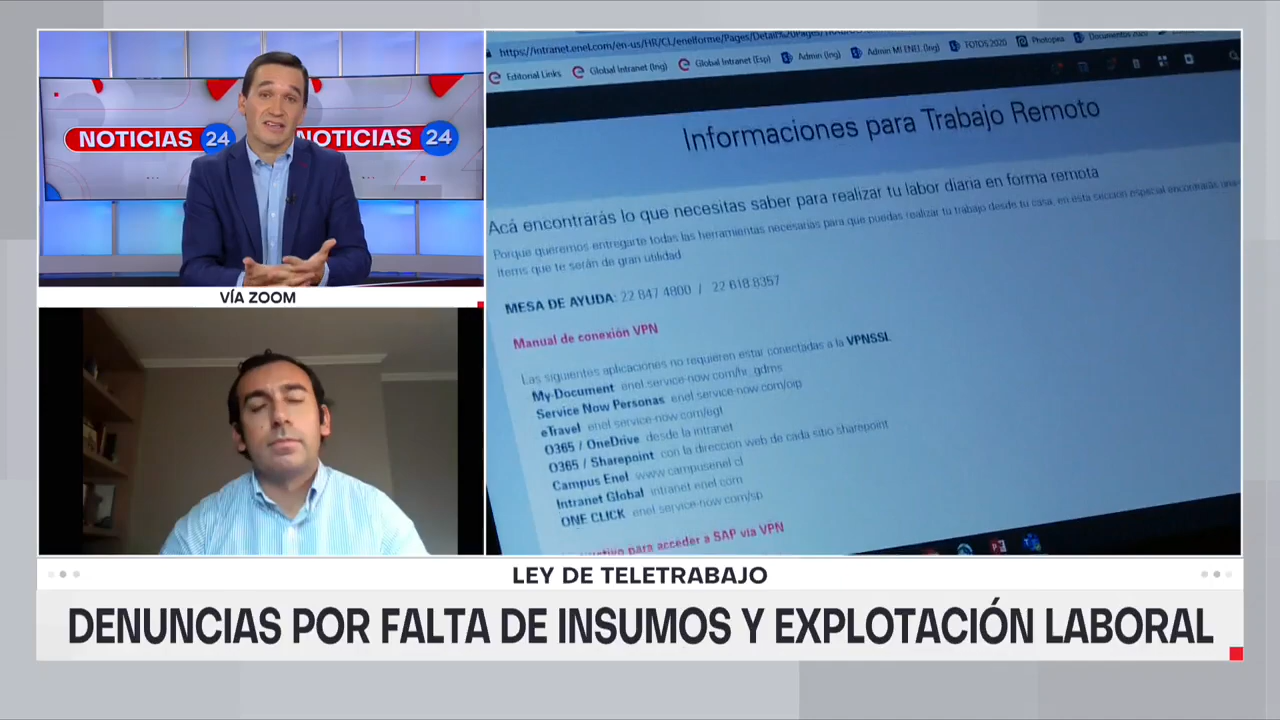 NOTICIAS 24
NOTICIAS 24
VÍA ZOOM
https://intranet.enel.com/en-us/HR/CL/enelforme/Pages/
Editorial Links
Global Intranet (Ing)
Global Intranet (Esp)
Admin (Ing)
Admin MI ENEL (Ing)
FOTOS 2020
Photopea
Documentos 2020
Informaciones para Trabajo Remoto
Acá encontrarás lo que necesitas saber para realizar tu labor diaria en forma remota
Porque queremos entregarte todas las herramientas necesarias para que puedas realizar tu trabajo desde tu casa, en esta sección especial encontrarás
ítems que te serán de gran utilidad
MESA DE AYUDA: 22 847 4800 / 22 618 8357
Manual de conexión VPN
Las siguientes aplicaciones no requieren estar conectadas a la VPNSSL
My-Document enel.service-now.com/hr_gdms
Service Now Personas enel.service-now.com/oip
eTravel enel.service-now.com/egt
O365 / OneDrive desde la intranet
O365 / Sharepoint con la dirección web de cada sitio sharepoint
Campus Enel www.campusenel.cl
Intranet Global intranet.enel.com
ONE CLICK enel.service-now.com/sp
para acceder a SAP vía VPN
LEY DE TELETRABAJO
DENUNCIAS POR FALTA DE INSUMOS Y EXPLOTACIÓN LABORAL